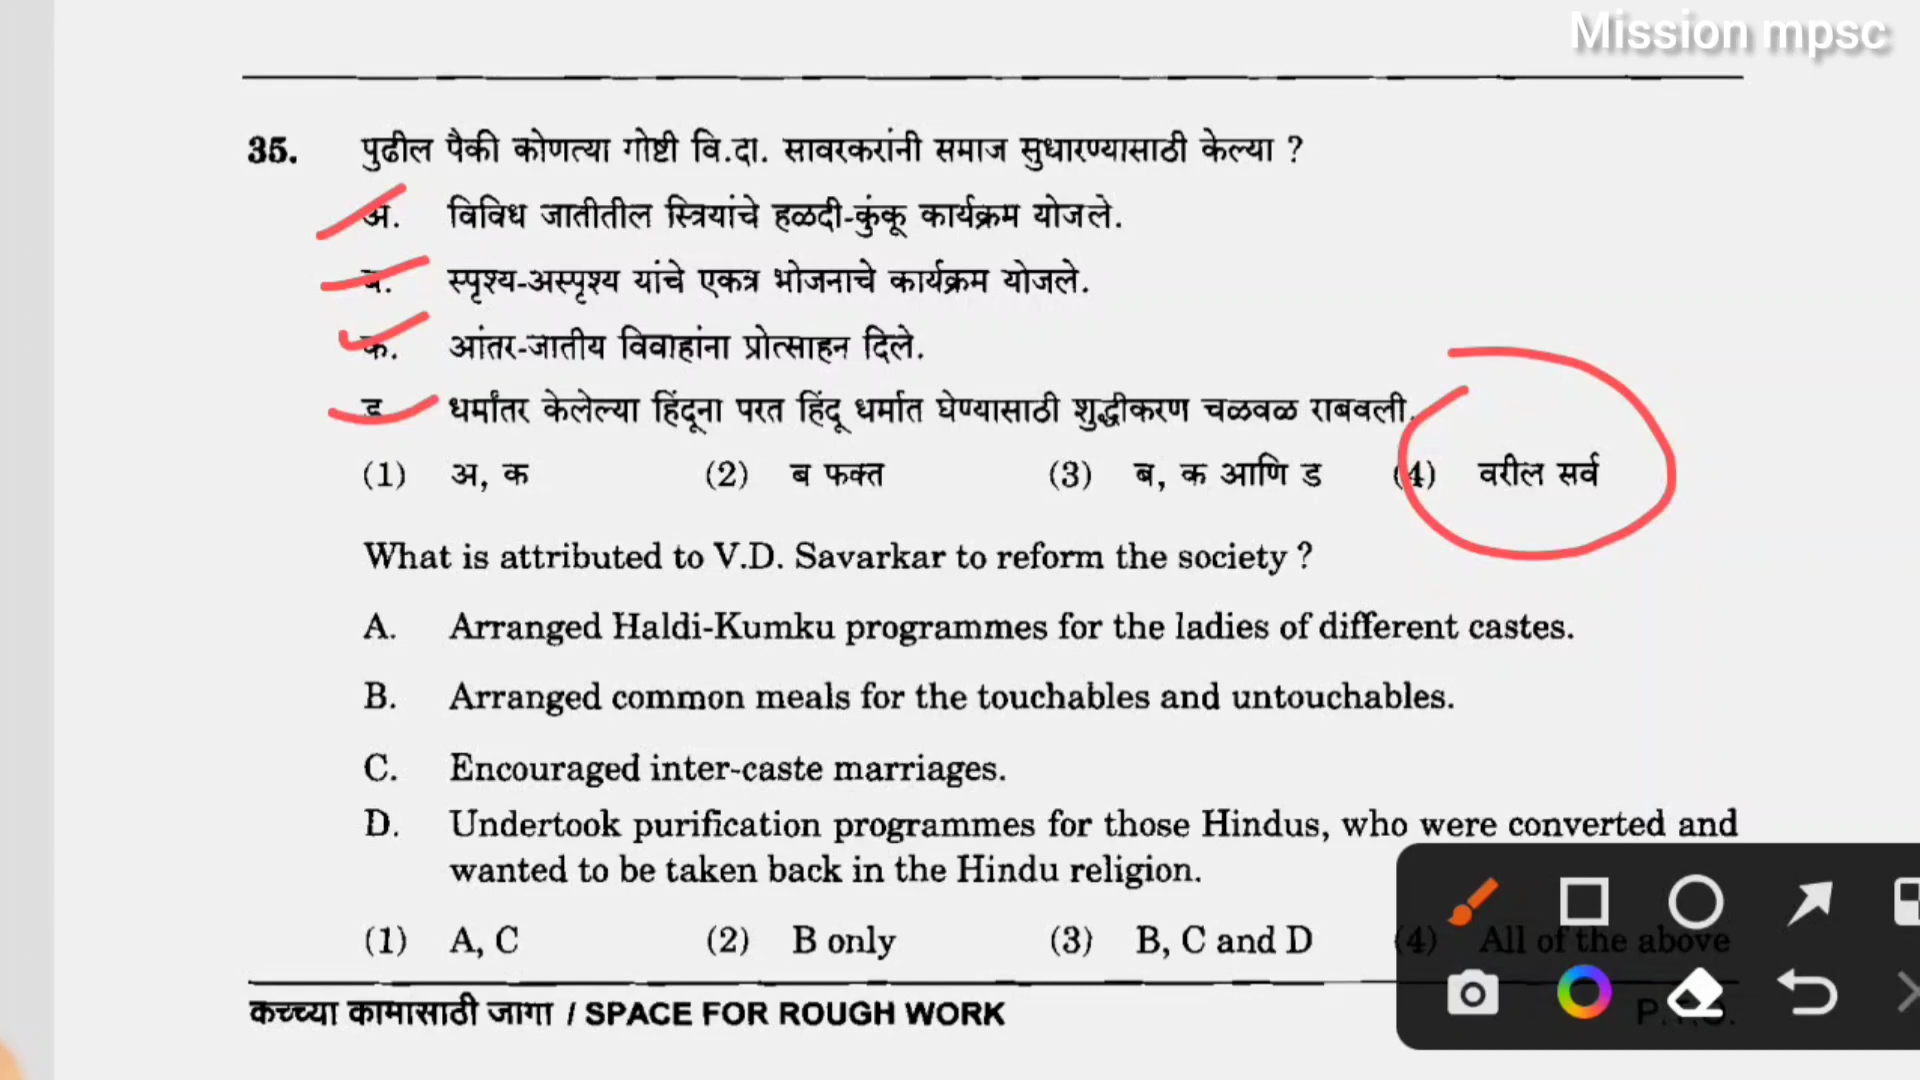 Mission mpsc
35. पुढील पैकी कोणत्या गोष्टी वि.दा. सावरकरांनी समाज सुधारण्यासाठी केल्या ?
अ. विविध जातीतील स्त्रियांचे हळदी-कुंकू कार्यक्रम योजले.
ब. स्पृश्य-अस्पृश्य यांचे एकत्र भोजनाचे कार्यक्रम योजले.
क. आंतर-जातीय विवाहांना प्रोत्साहन दिले.
ड धर्मांतर केलेल्या हिंदूना परत हिंदू धर्मात घेण्यासाठी शुद्धीकरण चळवळ राबवली.
(1) अ, क (2) ब फक्त (3) ब, क आणि ड (4) वरील सर्व
What is attributed to V.D. Savarkar to reform the society ?
A. Arranged Haldi-Kumku programmes for the ladies of different castes.
B. Arranged common meals for the touchables and untouchables.
C. Encouraged inter-caste marriages.
D. Undertook purification programmes for those Hindus, who were converted and
wanted to be taken back in the Hindu religion.
(1) A, C (2) B only (3) B, C and D (4) All of the above
कच्च्या कामासाठी जागा / SPACE FOR ROUGH WORK P.T.O.